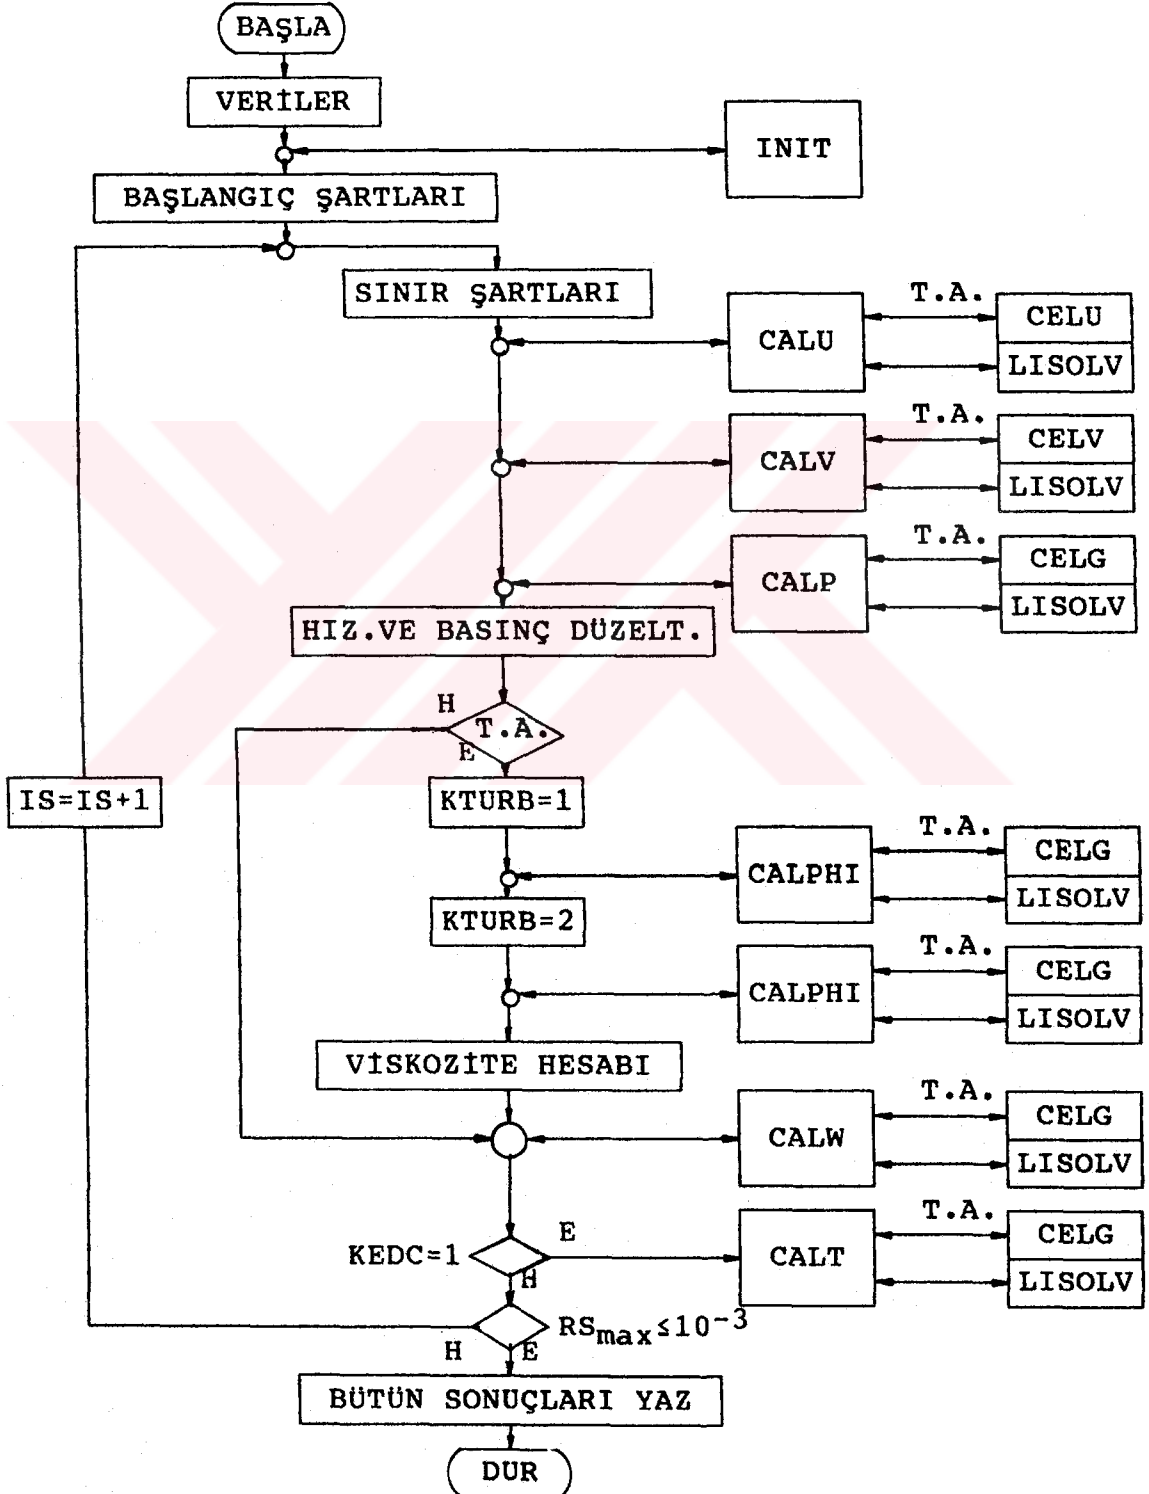 BAŞLA
VERİLER
INIT
BAŞLANGIÇ ŞARTLARI
SINIR ŞARTLARI
T.A.
CALU
CELU
LISOLV
T.A.
CALV
CELV
LISOLV
T.A.
CALP
CELG
LISOLV
HIZ.VE BASINÇ DÜZELT.
H
T.A.
E
IS=IS+1
KTURB=1
T.A.
CALPHI
CELG
LISOLV
KTURB=2
T.A.
CALPHI
CELG
LISOLV
VİSKOZİTE HESABI
T.A.
CALW
CELG
LISOLV
T.A.
KEDC=1
E
H
CALT
CELG
LISOLV
RSmax≤10⁻³
H
E
BÜTÜN SONUÇLARI YAZ
DUR